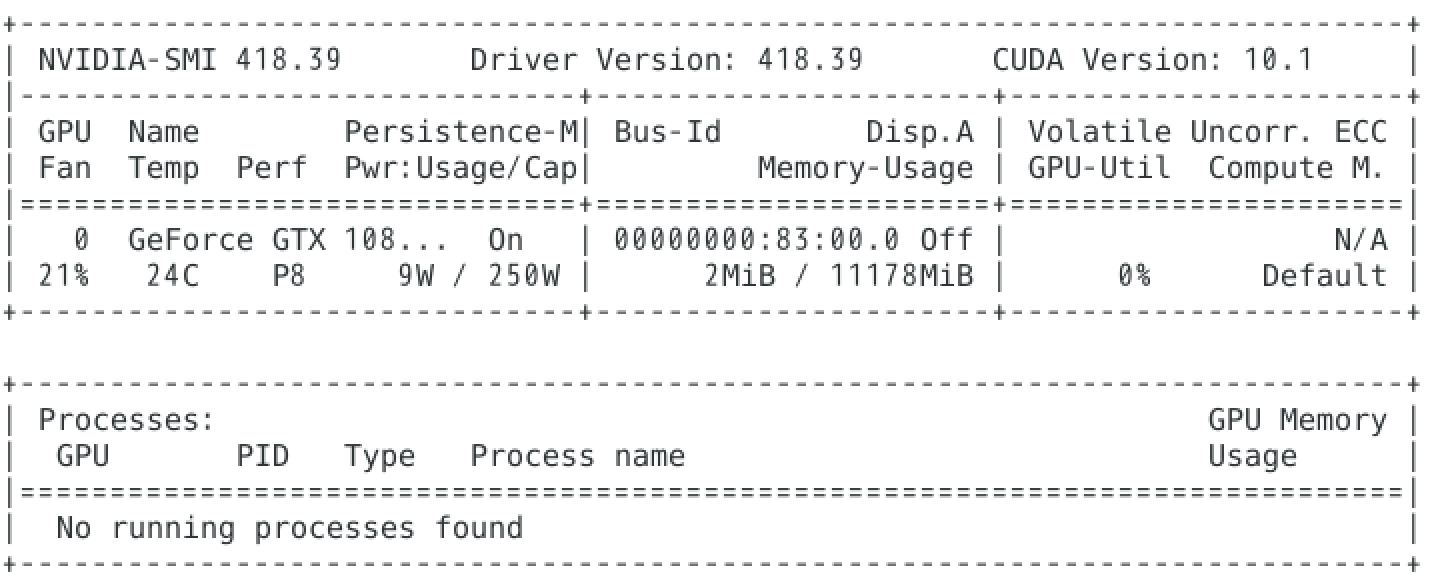 +-----------------------------------------------------------------------------+
| NVIDIA-SMI 418.39       Driver Version: 418.39       CUDA Version: 10.1     |
|-------------------------------+----------------------+----------------------+
| GPU  Name        Persistence-M| Bus-Id        Disp.A | Volatile Uncorr. ECC |
| Fan  Temp  Perf  Pwr:Usage/Cap|         Memory-Usage | GPU-Util  Compute M. |
|===============================+======================+======================|
|   0  GeForce GTX 108...  On   | 00000000:83:00.0 Off |                  N/A |
| 21%   24C    P8     9W / 250W |      2MiB / 11178MiB |      0%      Default |
+-------------------------------+----------------------+----------------------+
+-----------------------------------------------------------------------------+
| Processes:                                                       GPU Memory |
|  GPU       PID   Type   Process name                             Usage      |
|=============================================================================|
|  No running processes found                                                 |
+-----------------------------------------------------------------------------+